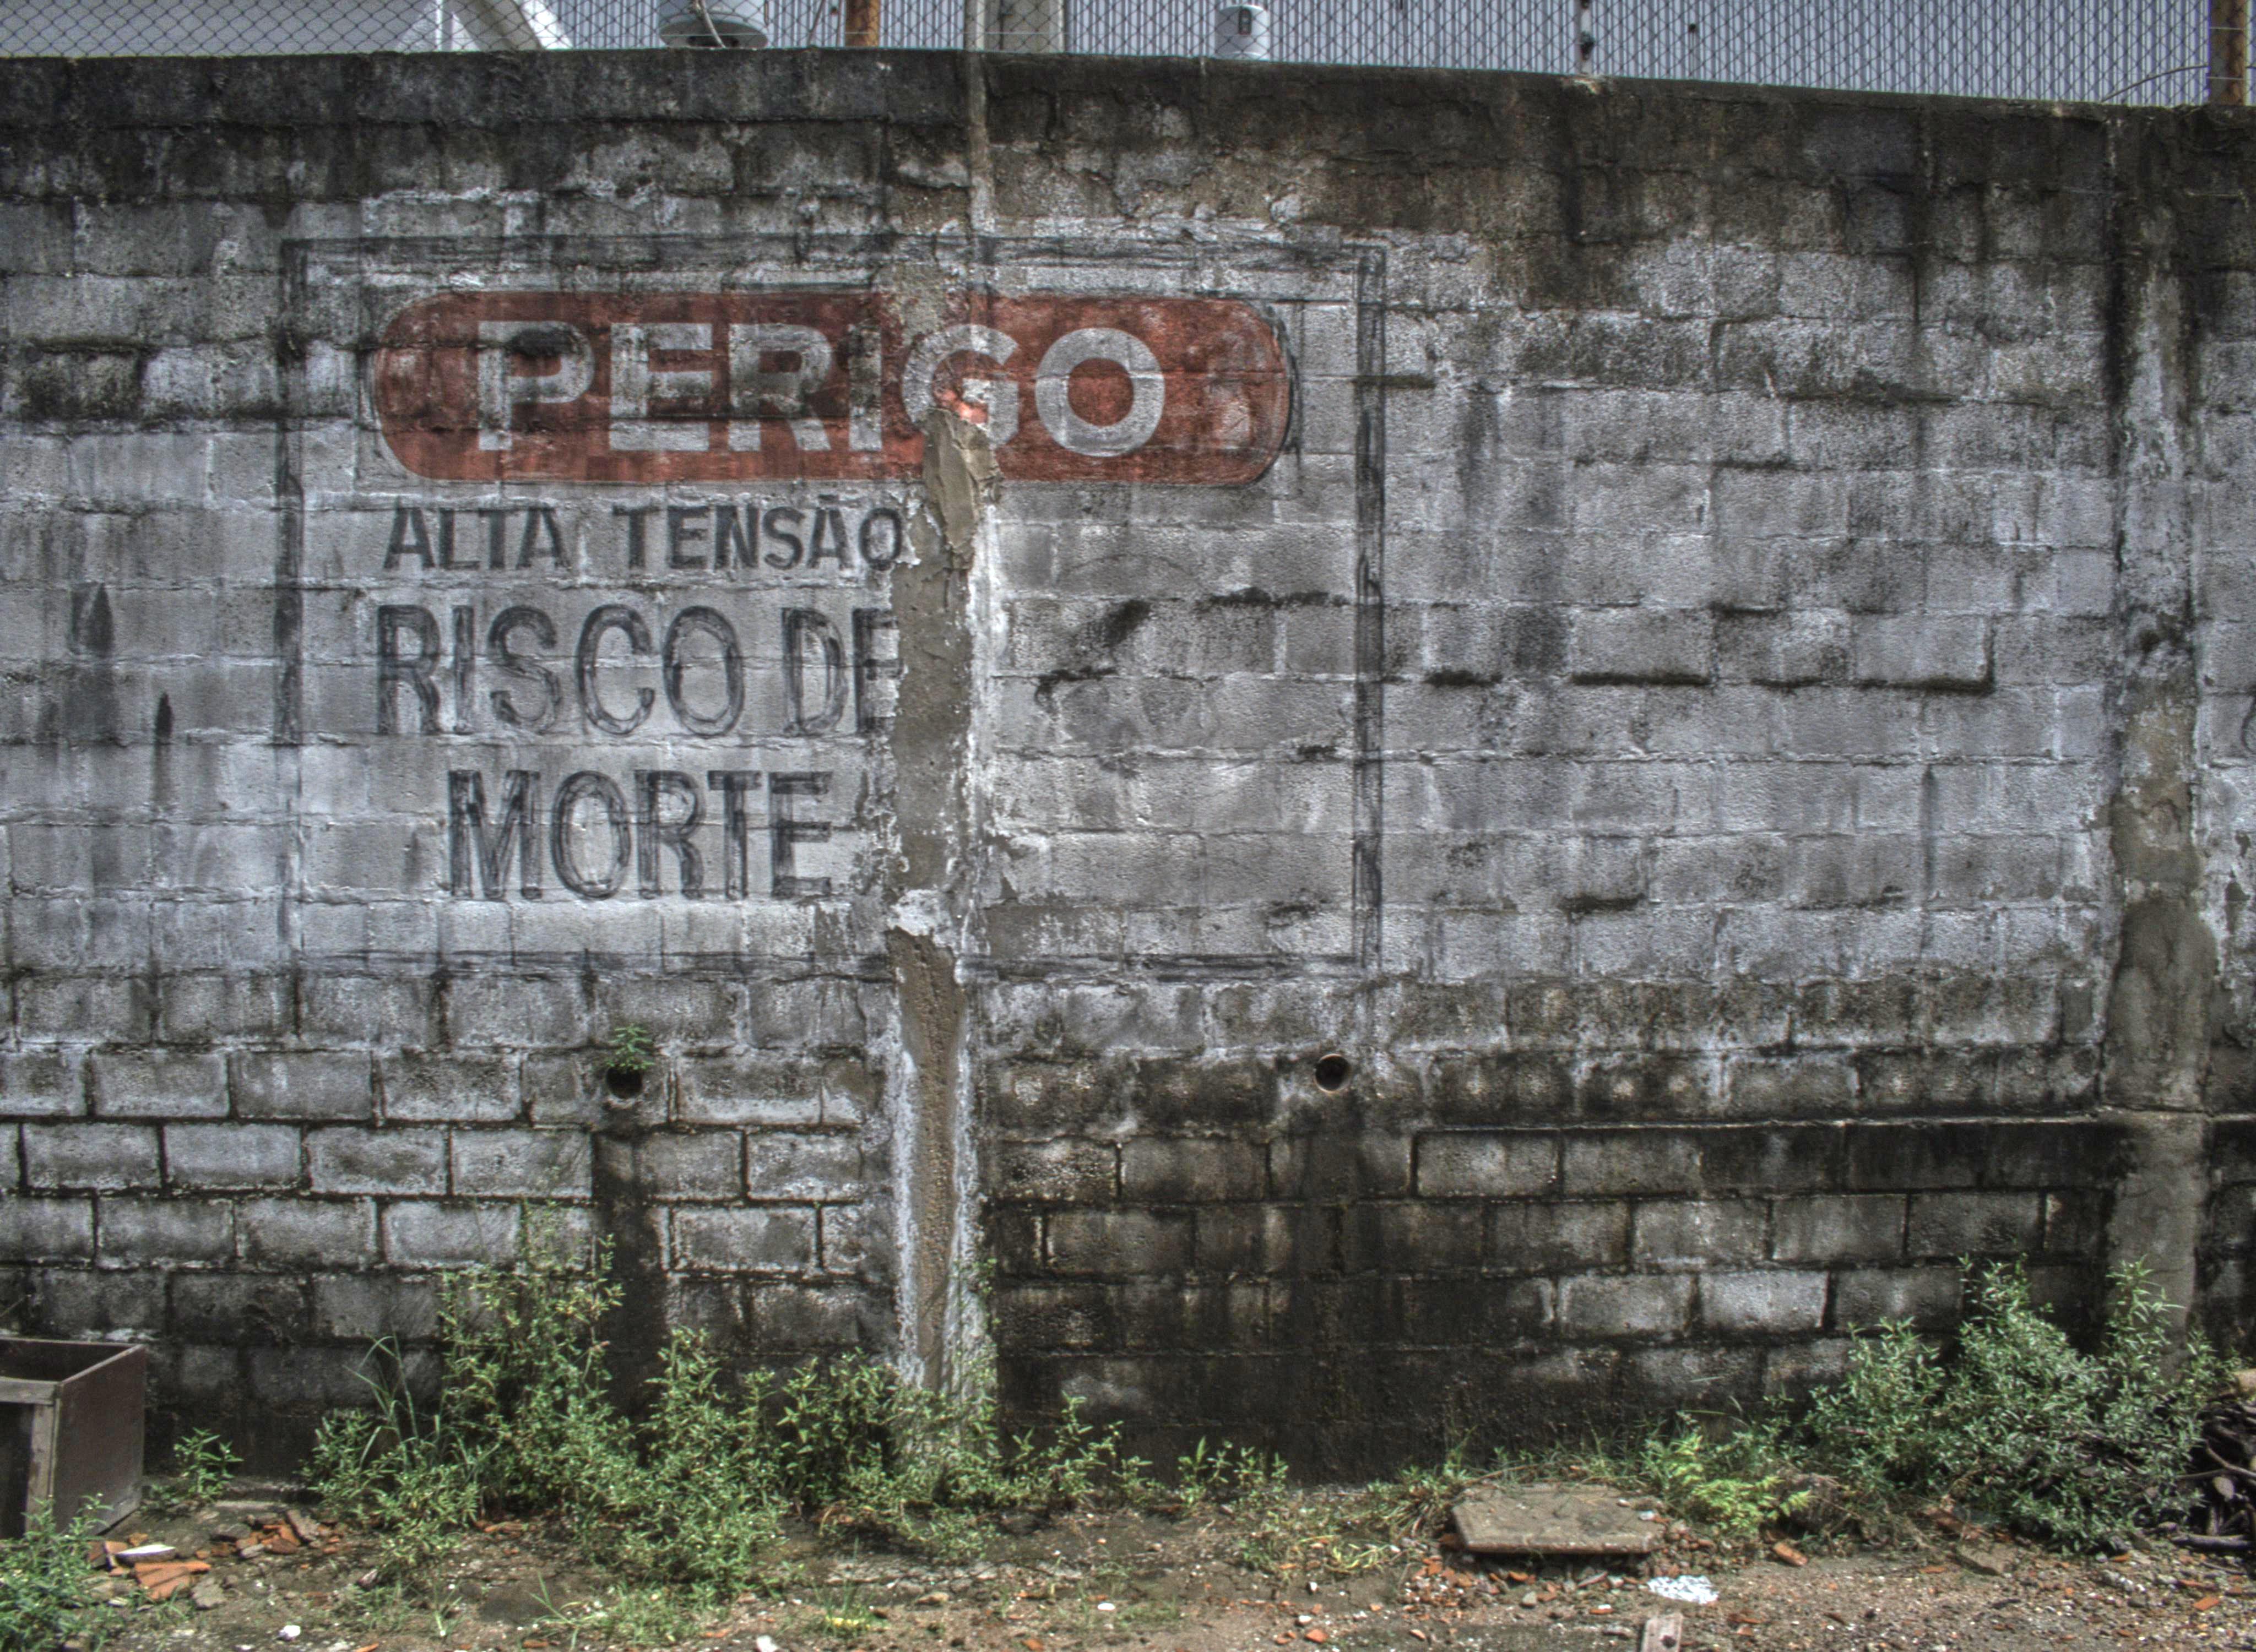 PERIGO
ALTA TENSÃO
RISCO DE
MORTE